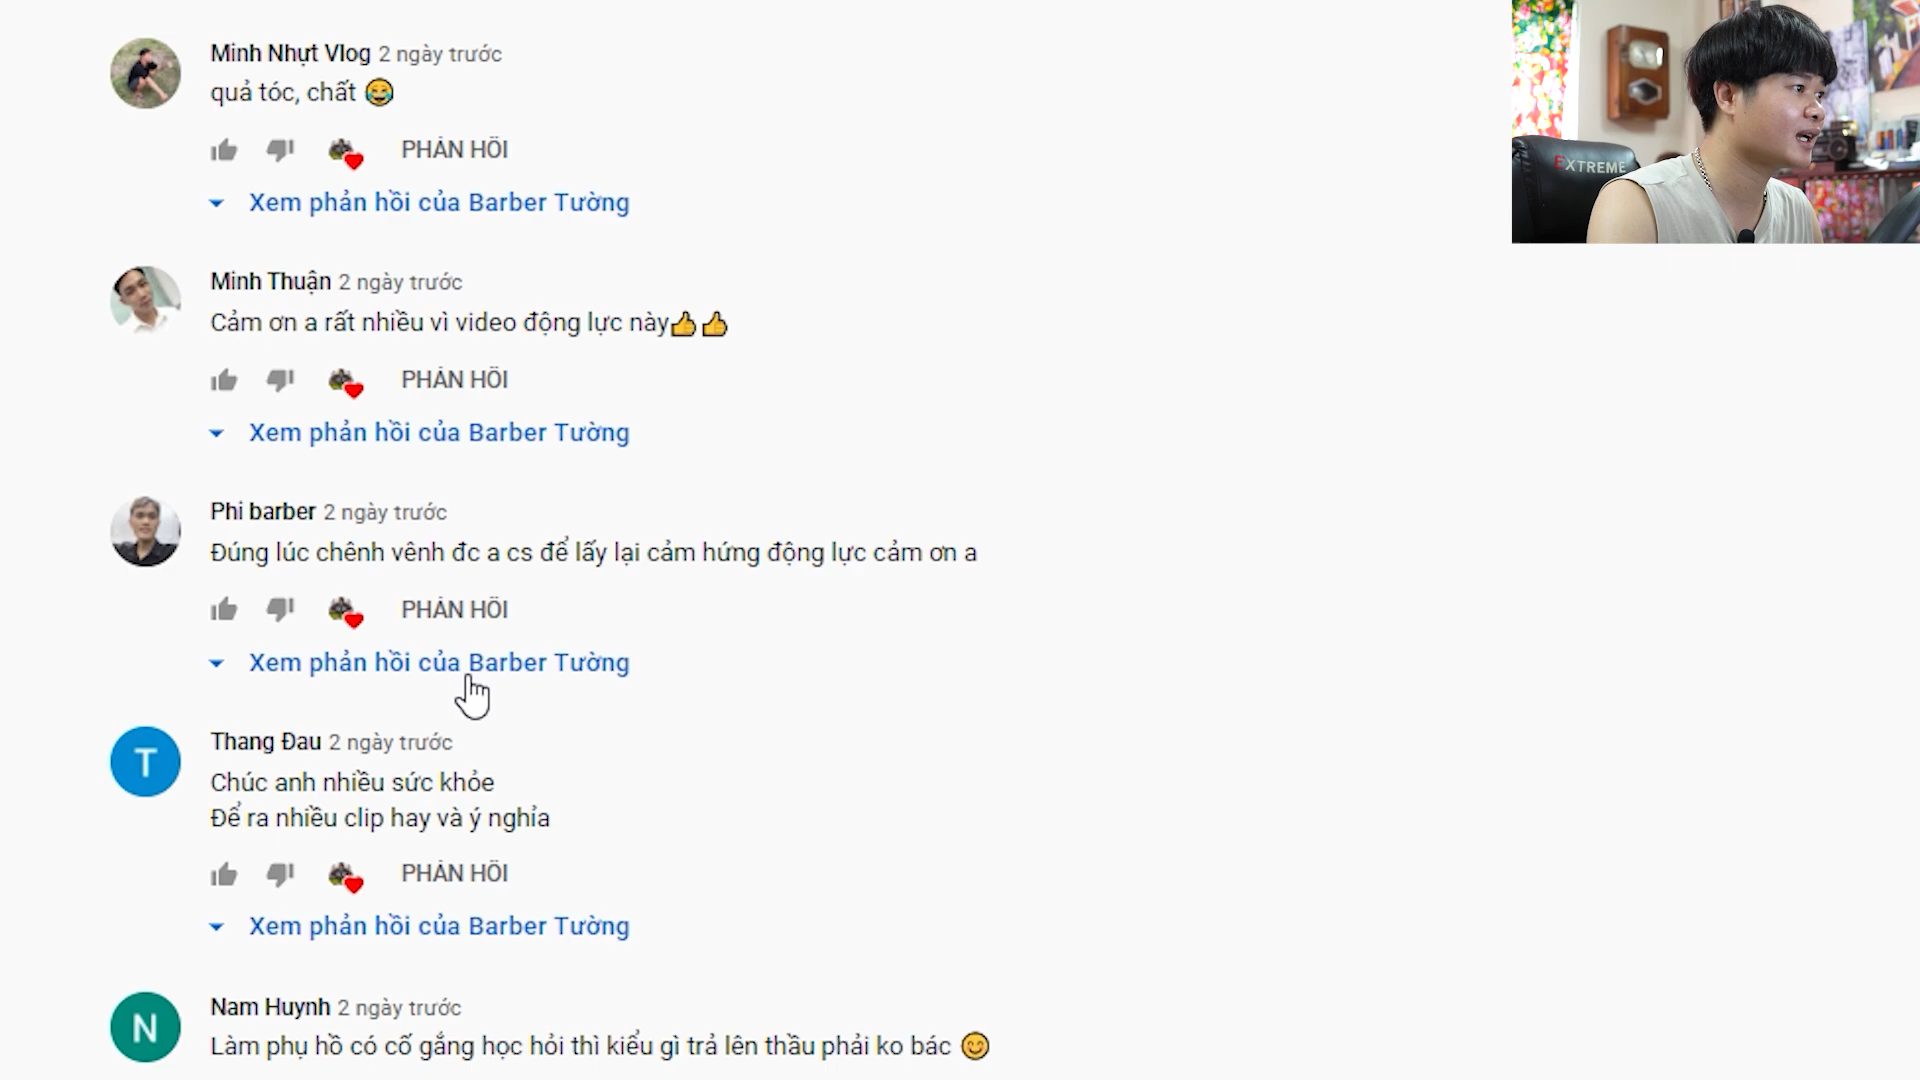 Minh Nhựt Vlog 2 ngày trước
quả tóc, chất 😂
PHẢN HỒI
Xem phản hồi của Barber Tường
Minh Thuận 2 ngày trước
Cảm ơn a rất nhiều vì video động lực này👍👍
PHẢN HỒI
Xem phản hồi của Barber Tường
Phi barber 2 ngày trước
Đúng lúc chênh vênh đc a cs để lấy lại cảm hứng động lực cảm ơn a
PHẢN HỒI
Xem phản hồi của Barber Tường
T
Thang Đau 2 ngày trước
Chúc anh nhiều sức khỏe
Để ra nhiều clip hay và ý nghỉa
PHẢN HỒI
Xem phản hồi của Barber Tường
N
Nam Huynh 2 ngày trước
Làm phụ hồ có cố gắng học hỏi thì kiểu gì trả lên thầu phải ko bác 😊
EXTREME